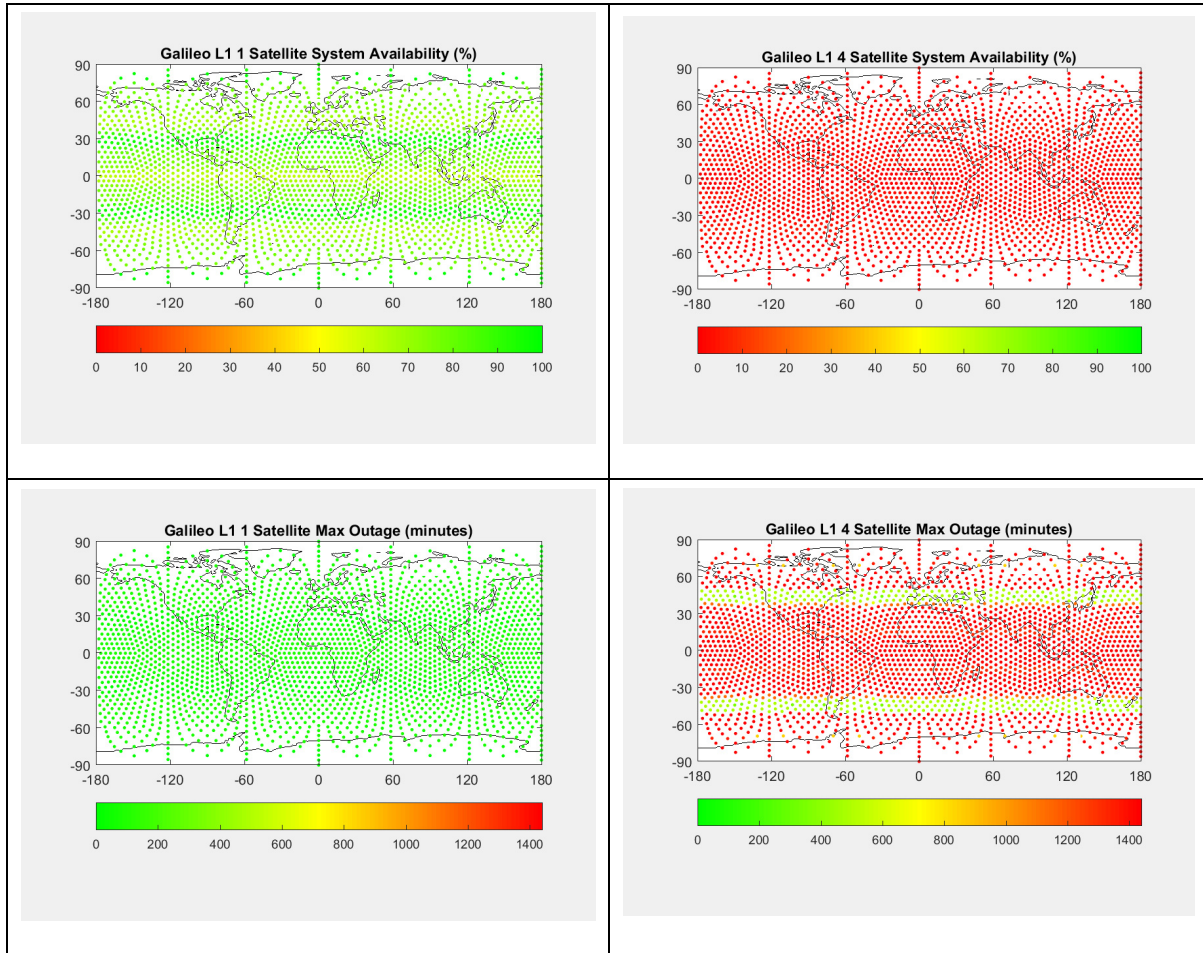 Galileo L1 1 Satellite System Availability (%)
90
60
30
0
-30
-60
-90
-180 -120 -60 0 60 120 180
0 10 20 30 40 50 60 70 80 90 100
Galileo L1 4 Satellite System Availability (%)
90
60
30
0
-30
-60
-90
-180 -120 -60 0 60 120 180
0 10 20 30 40 50 60 70 80 90 100
Galileo L1 1 Satellite Max Outage (minutes)
90
60
30
0
-30
-60
-90
-180 -120 -60 0 60 120 180
0 200 400 600 800 1000 1200 1400
Galileo L1 4 Satellite Max Outage (minutes)
90
60
30
0
-30
-60
-90
-180 -120 -60 0 60 120 180
0 200 400 600 800 1000 1200 1400